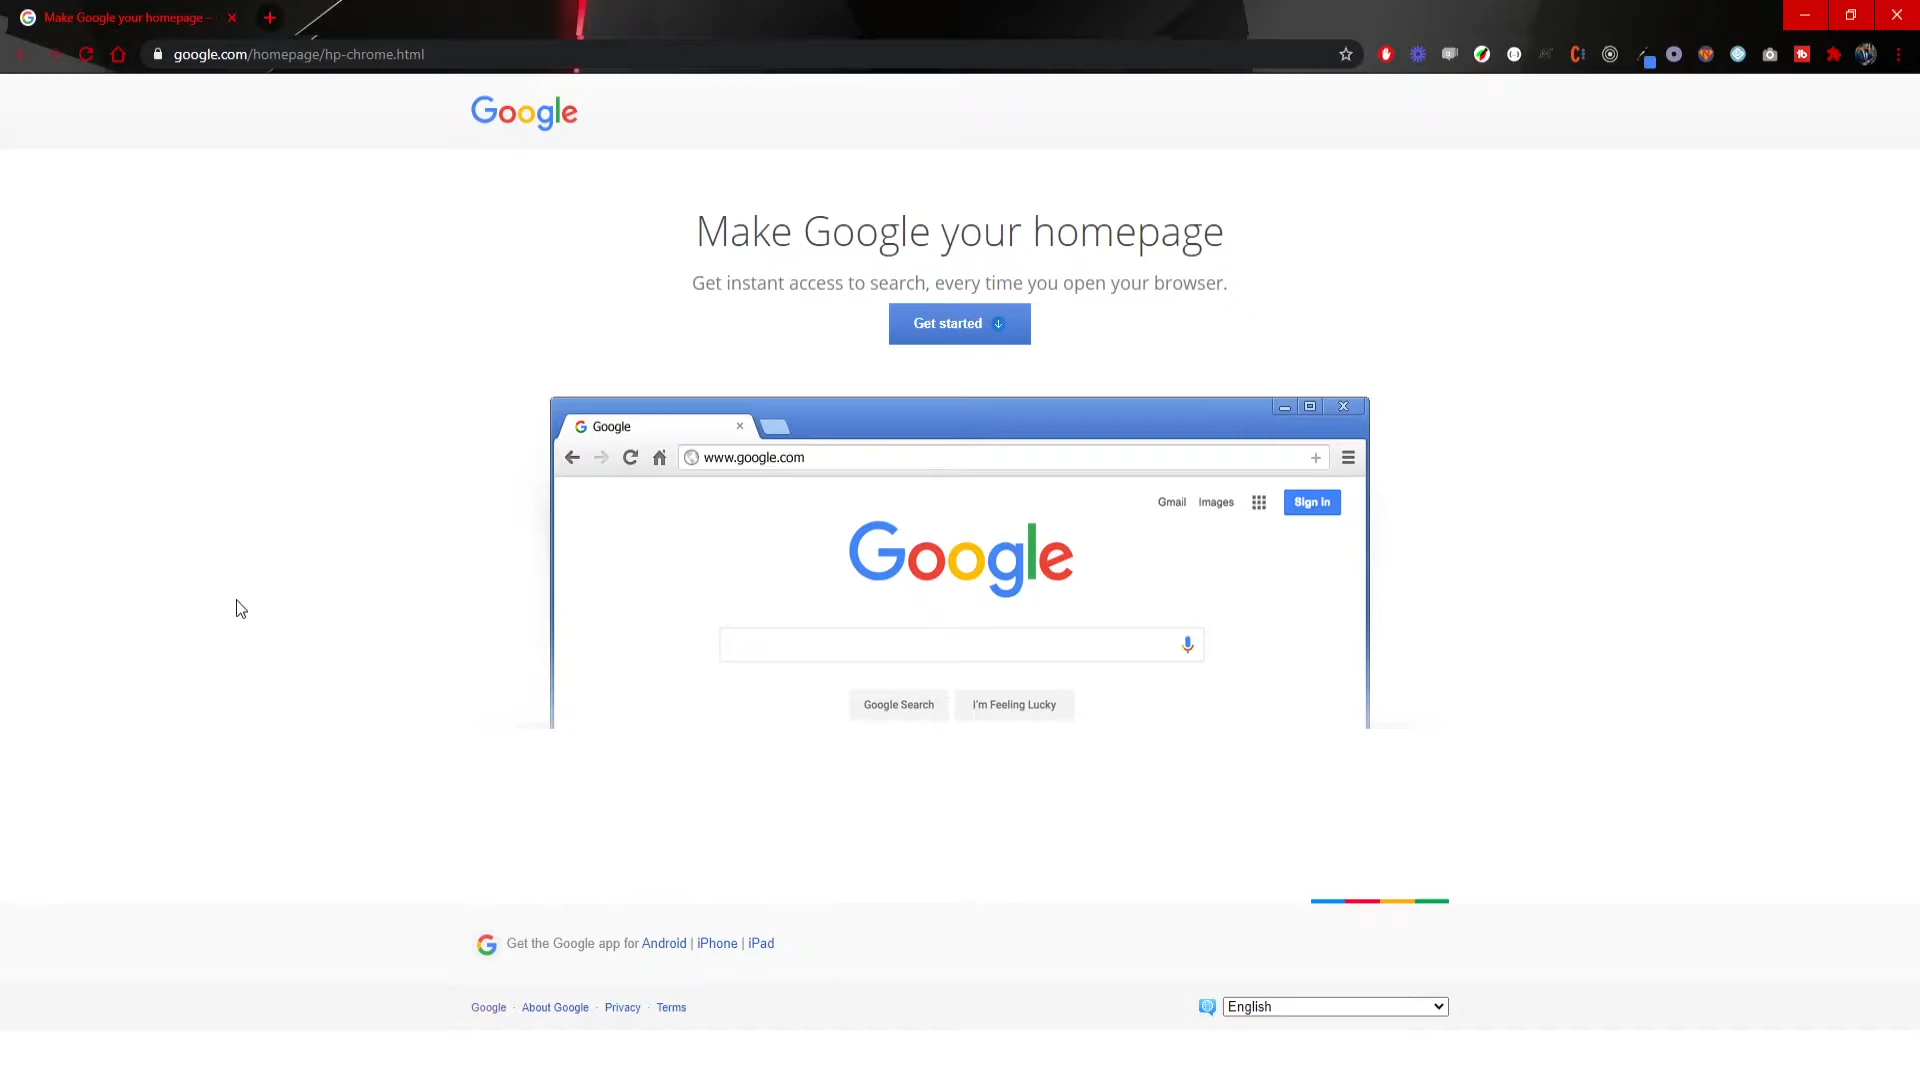 Make Google your homepage –
google.com/homepage/hp-chrome.html
Google
Make Google your homepage
Get instant access to search, every time you open your browser.
Get started
Google
www.google.com
Gmail Images Sign in
Google
Google Search I'm Feeling Lucky
Get the Google app for Android | iPhone | iPad
Google · About Google · Privacy · Terms
English